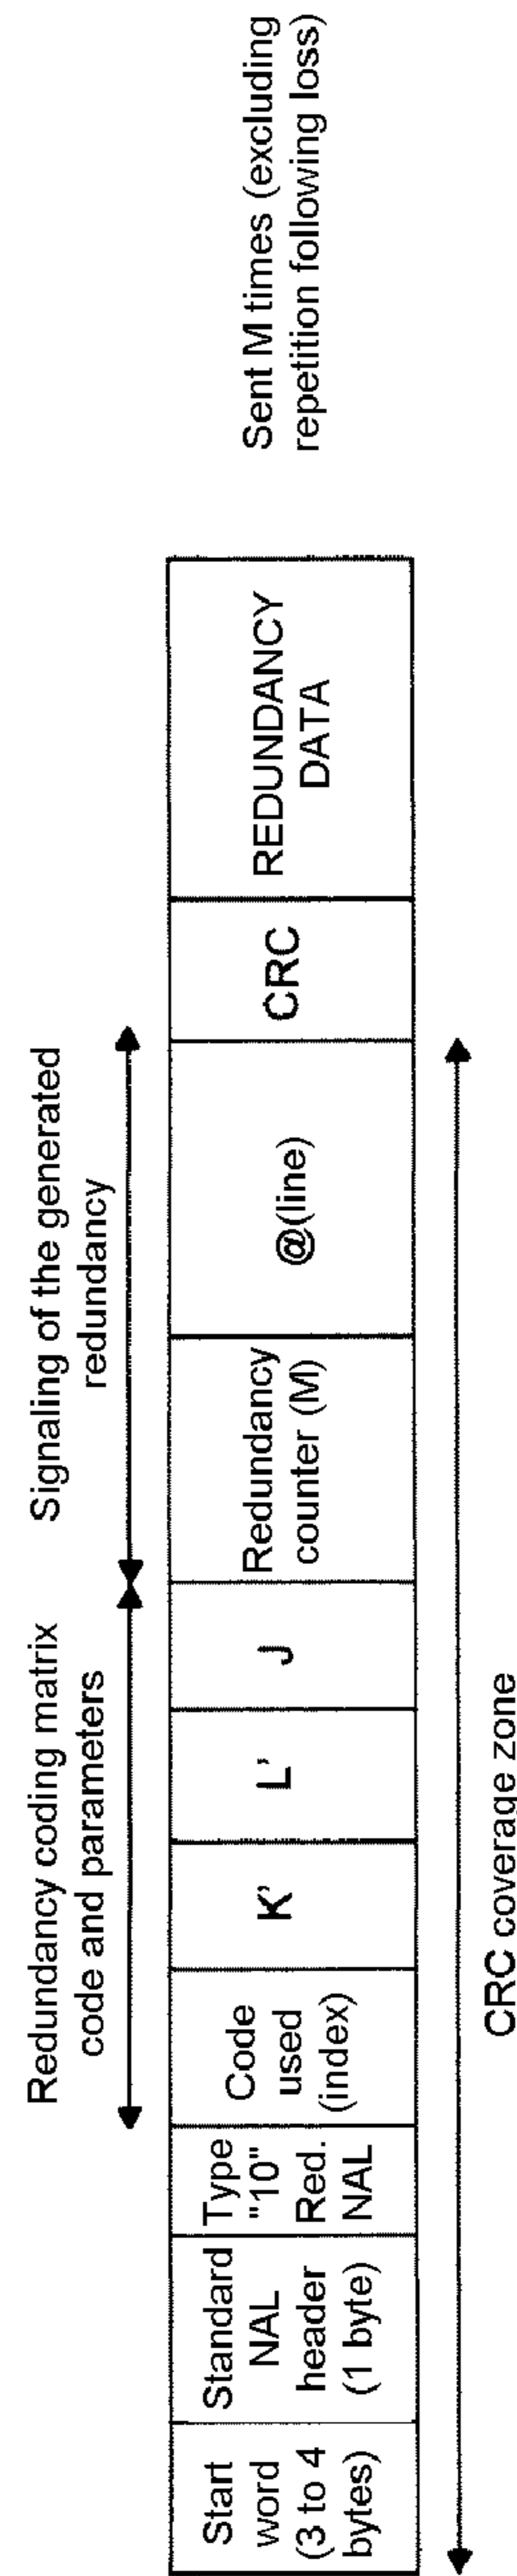 Redundancy coding matrix
code and parameters
Signaling of the generated
redundancy
Start
word
(3 to 4
bytes)
Standard
NAL
header
(1 byte)
Type
"10"
Red.
NAL
Code
used
(index)
K'
L'
J
Redundancy
counter (M)
@(line)
CRC
REDUNDANCY
DATA
Sent M times (excluding
repetition following loss)
CRC coverage zone